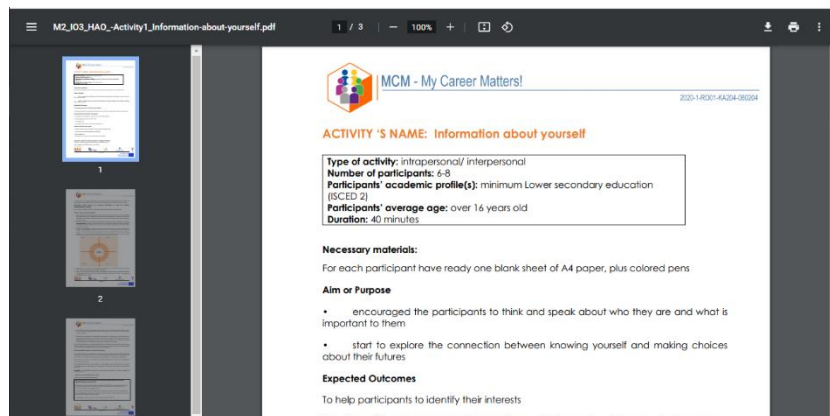 M2_IO3_HAO_-Activity1_Information-about-yourself.pdf
1 / 3
100%
MCM - My Career Matters!
2020-1-RO01-KA204-080204
ACTIVITY 'S NAME: Information about yourself
Type of activity: intrapersonal/ interpersonal
Number of participants: 6-8
Participants' academic profile(s): minimum Lower secondary education
(ISCED 2)
Participants' average age: over 16 years old
Duration: 40 minutes
Necessary materials:
For each participant have ready one blank sheet of A4 paper, plus colored pens
Aim or Purpose
• encouraged the participants to think and speak about who they are and what is
important to them
• start to explore the connection between knowing yourself and making choices
about their futures
Expected Outcomes
To help participants to identify their interests
1
2